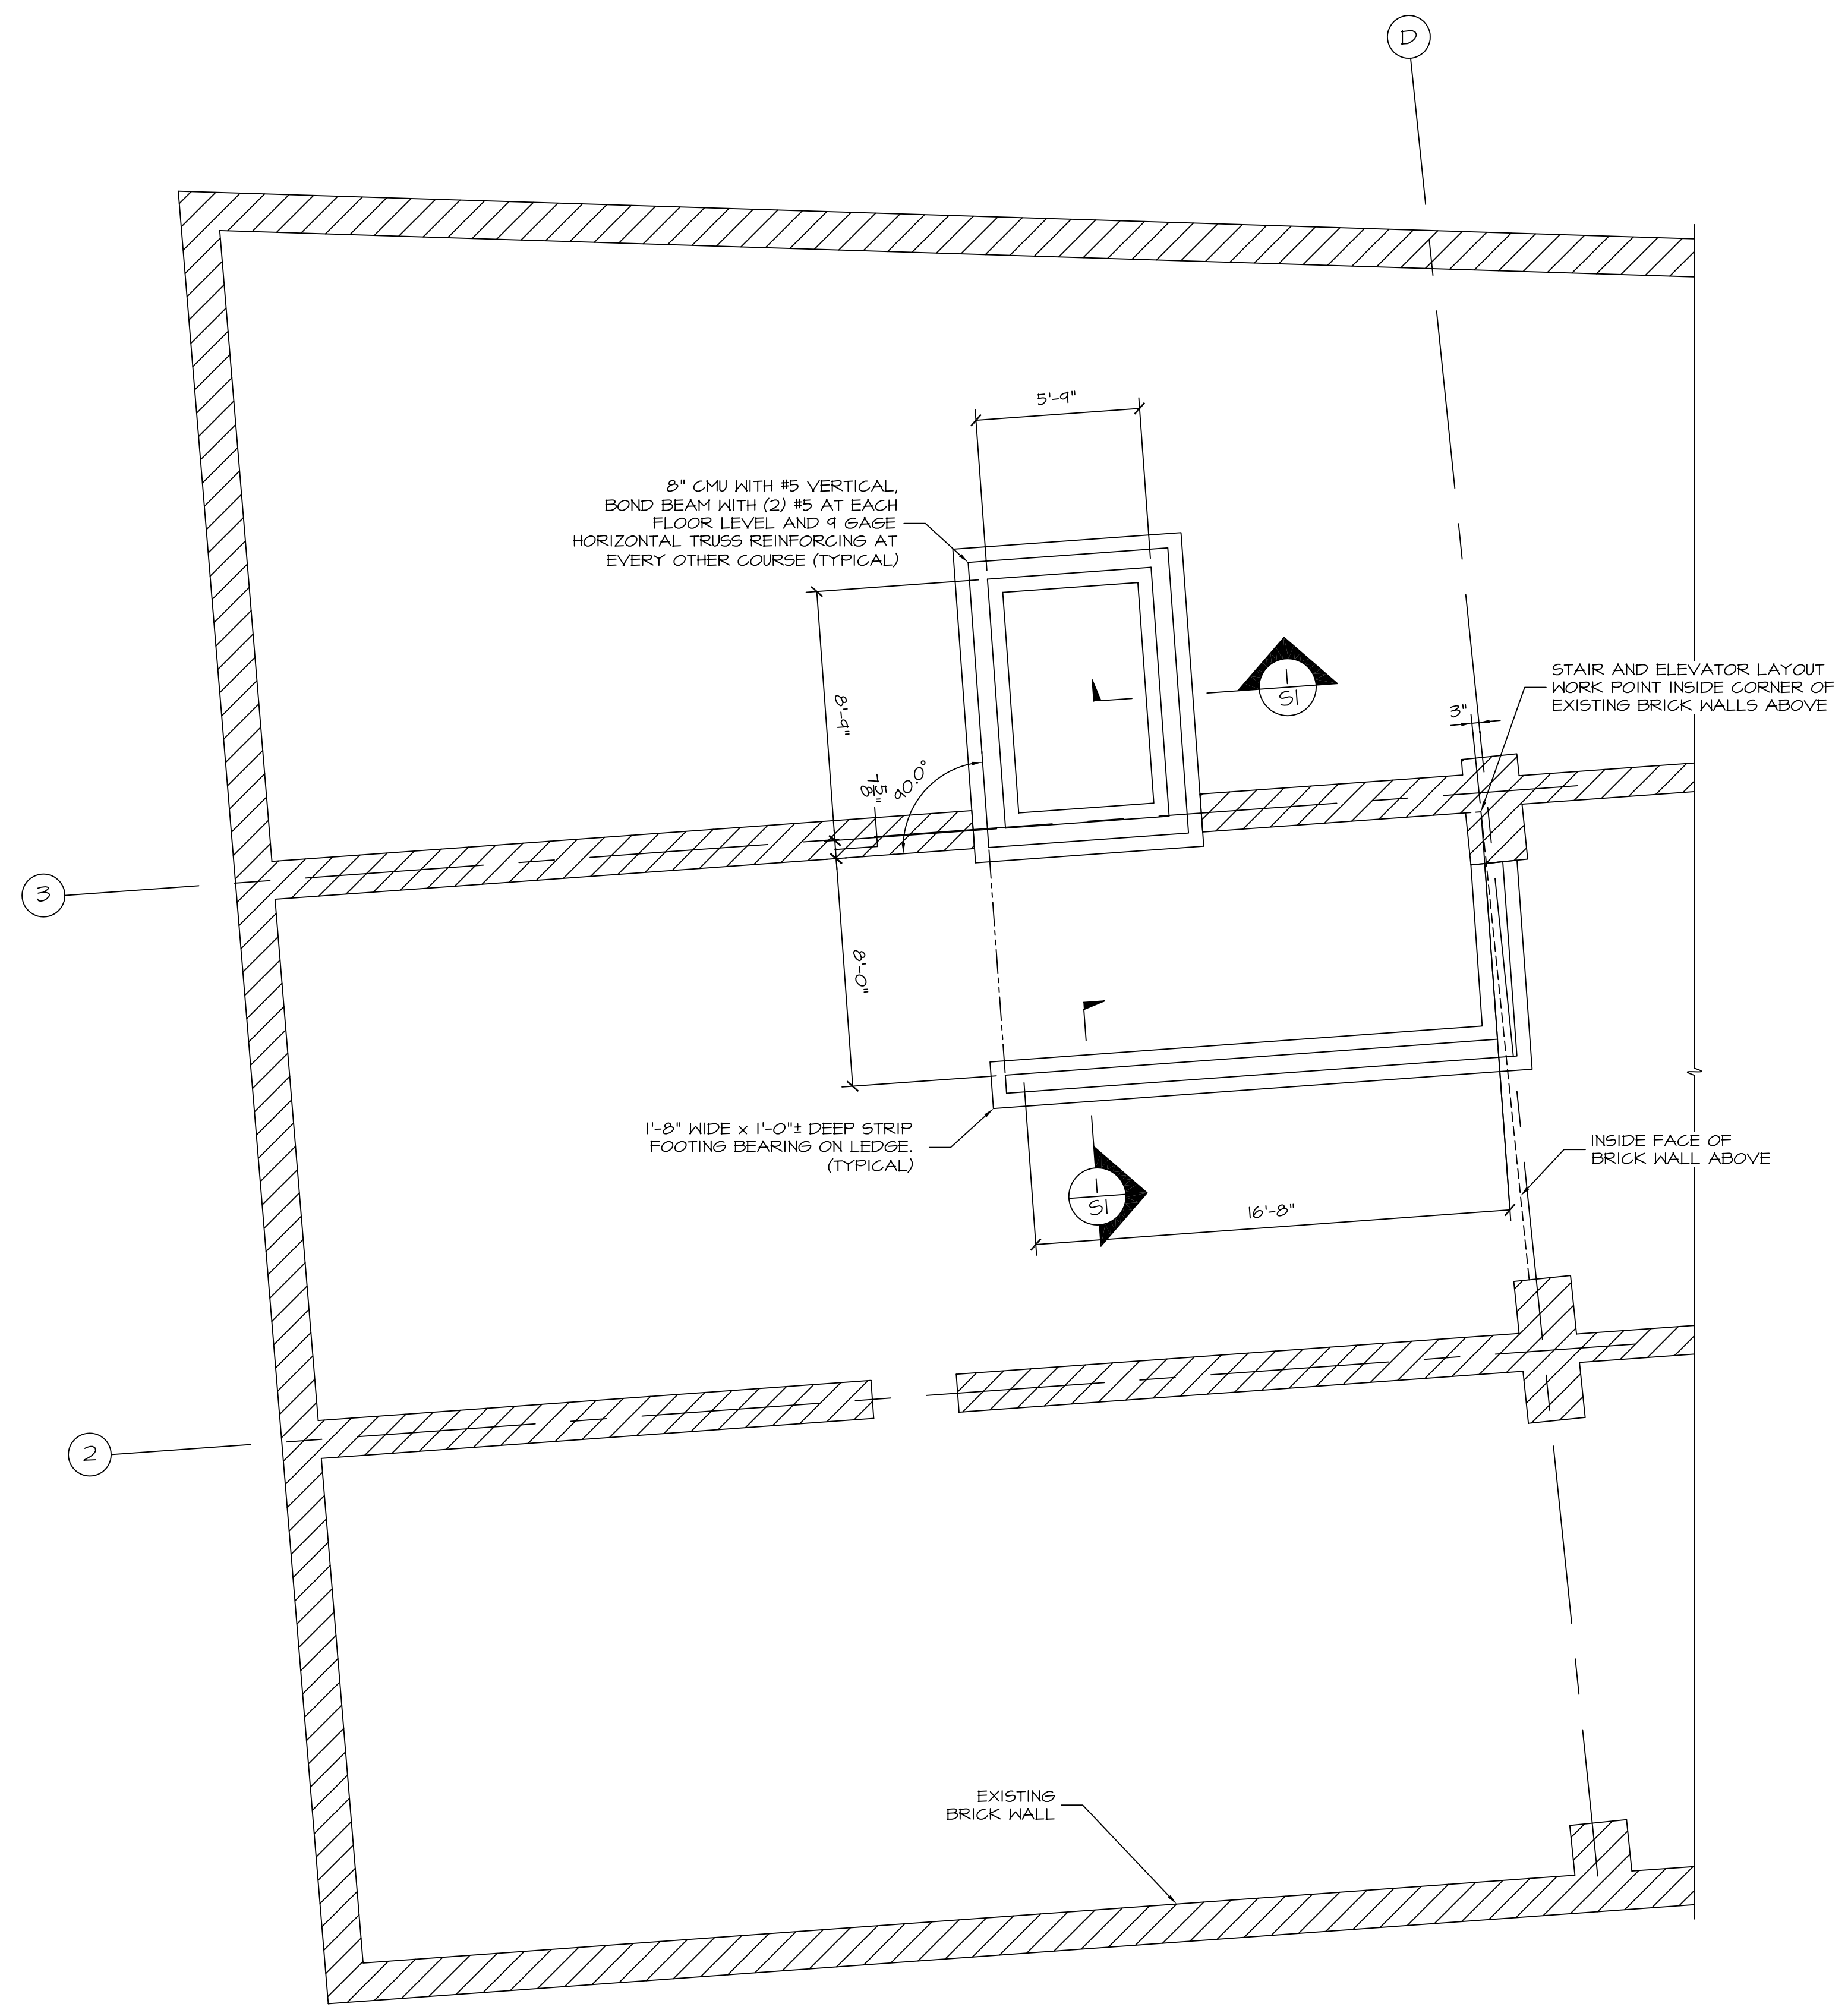 D
5'-9"
8" CMU WITH #5 VERTICAL,
BOND BEAM WITH (2) #5 AT EACH
FLOOR LEVEL AND 9 GAGE
HORIZONTAL TRUSS REINFORCING AT
EVERY OTHER COURSE (TYPICAL)
1
S1
STAIR AND ELEVATOR LAYOUT
WORK POINT INSIDE CORNER OF
EXISTING BRICK WALLS ABOVE
3"
8'-9"
7 5/8"
90.0°
3
8'-0"
1'-8" WIDE x 1'-0"± DEEP STRIP
FOOTING BEARING ON LEDGE.
(TYPICAL)
INSIDE FACE OF
BRICK WALL ABOVE
1
S1
16'-8"
2
EXISTING
BRICK WALL